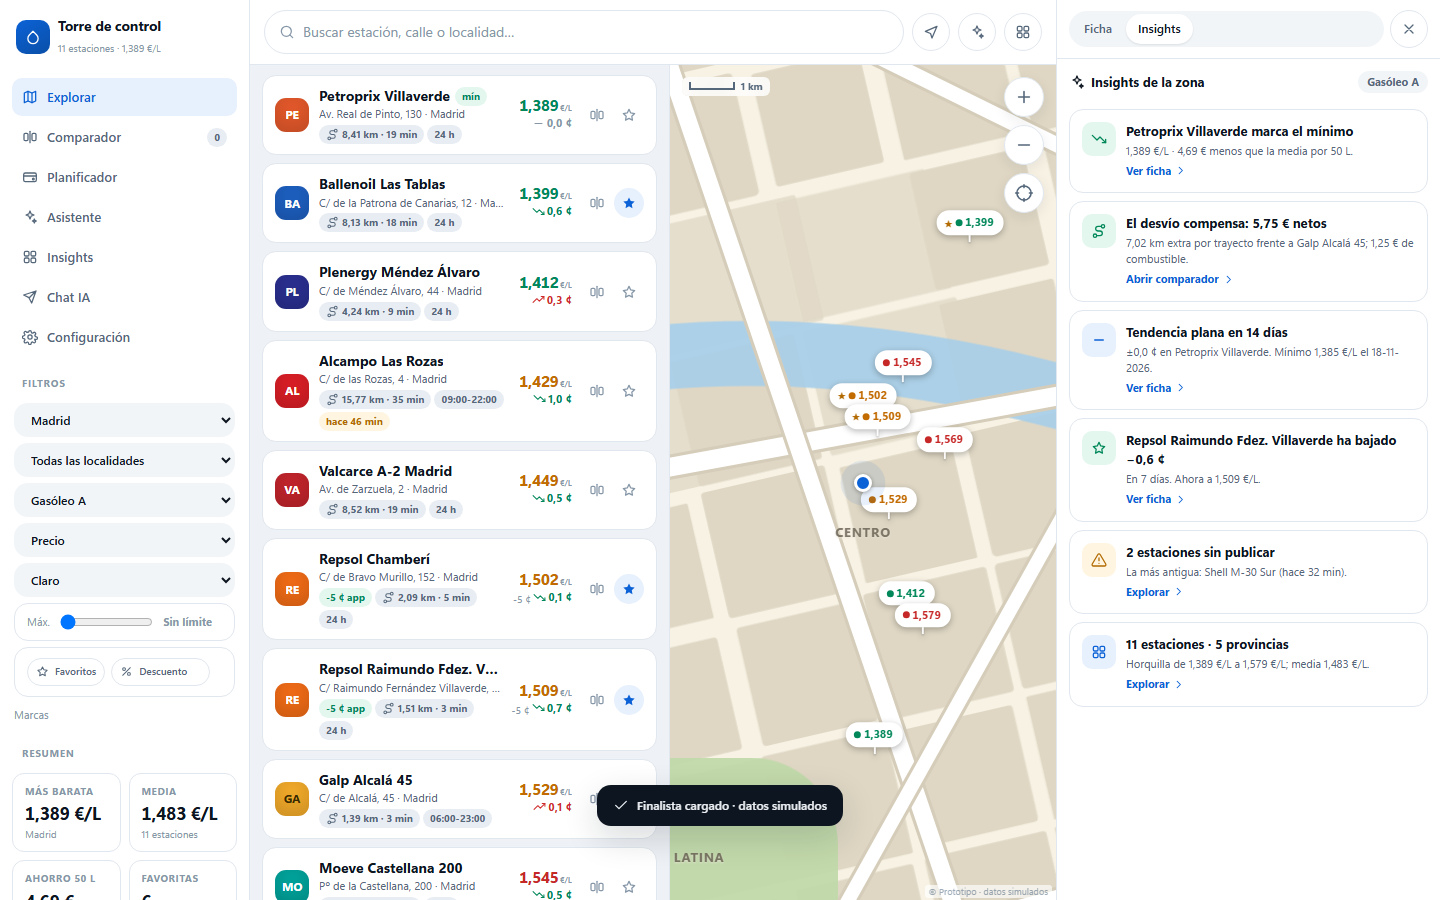 Torre de control
11 estaciones · 1,389 €/L
Explorar
Comparador
0
Planificador
Asistente
Insights
Chat IA
Configuración
FILTROS
Madrid
Todas las localidades
Gasóleo A
Precio
Claro
Máx.
Sin límite
Favoritos
Descuento
Marcas
RESUMEN
MÁS BARATA
1,389 €/L
Madrid
MEDIA
1,483 €/L
11 estaciones
AHORRO 50 L
FAVORITAS
Buscar estación, calle o localidad…
PE
Petroprix Villaverde
mín
Av. Real de Pinto, 130 · Madrid
8,41 km · 19 min
24 h
1,389 €/L
— 0,0 ¢
BA
Ballenoil Las Tablas
C/ de la Patrona de Canarias, 12 · Ma…
8,13 km · 18 min
24 h
1,399 €/L
0,6 ¢
PL
Plenergy Méndez Álvaro
C/ de Méndez Álvaro, 44 · Madrid
4,24 km · 9 min
24 h
1,412 €/L
0,3 ¢
AL
Alcampo Las Rozas
C/ de las Rozas, 4 · Madrid
15,77 km · 35 min
09:00-22:00
hace 46 min
1,429 €/L
1,0 ¢
VA
Valcarce A-2 Madrid
Av. de Zarzuela, 2 · Madrid
8,52 km · 19 min
24 h
1,449 €/L
0,5 ¢
RE
Repsol Chamberí
C/ de Bravo Murillo, 152 · Madrid
-5 ¢ app
2,09 km · 5 min
24 h
1,502 €/L
-5 ¢ 0,1 ¢
RE
Repsol Raimundo Fdez. V…
C/ Raimundo Fernández Villaverde, …
-5 ¢ app
1,51 km · 3 min
24 h
1,509 €/L
-5 ¢ 0,7 ¢
GA
Galp Alcalá 45
C/ de Alcalá, 45 · Madrid
1,39 km · 3 min
06:00-23:00
1,529 €/L
0,1 ¢
MO
Moeve Castellana 200
Pº de la Castellana, 200 · Madrid
1,545 €/L
0,5 ¢
1 km
1,399
1,545
1,502
1,509
1,569
1,529
CENTRO
1,412
1,579
1,389
LATINA
© Prototipo · datos simulados
Finalista cargado · datos simulados
Ficha
Insights
Insights de la zona
Gasóleo A
Petroprix Villaverde marca el mínimo
1,389 €/L · 4,69 € menos que la media por 50 L.
Ver ficha
El desvío compensa: 5,75 € netos
7,02 km extra por trayecto frente a Galp Alcalá 45; 1,25 € de
combustible.
Abrir comparador
Tendencia plana en 14 días
±0,0 ¢ en Petroprix Villaverde. Mínimo 1,385 €/L el 18-11-
2026.
Ver ficha
Repsol Raimundo Fdez. Villaverde ha bajado
−0,6 ¢
En 7 días. Ahora a 1,509 €/L.
Ver ficha
2 estaciones sin publicar
La más antigua: Shell M-30 Sur (hace 32 min).
Explorar
11 estaciones · 5 provincias
Horquilla de 1,389 €/L a 1,579 €/L; media 1,483 €/L.
Explorar